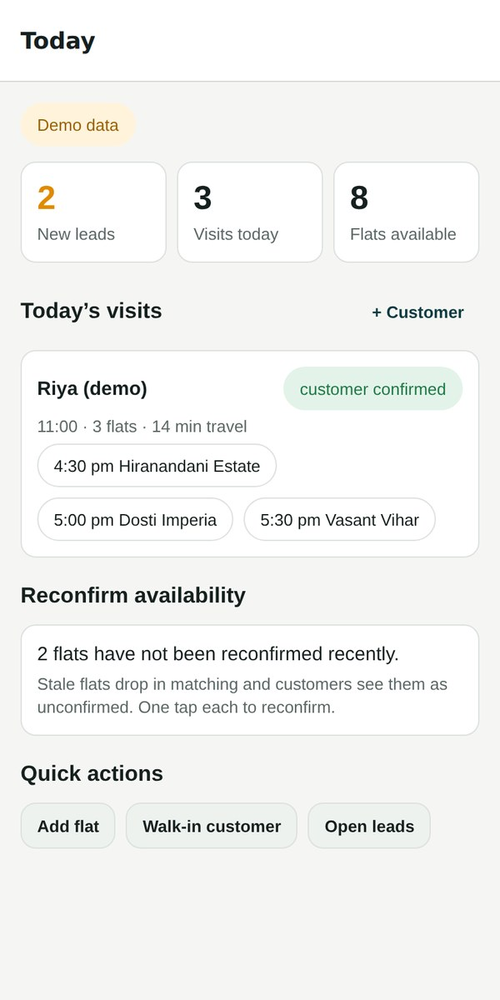 Today
Demo data
2
New leads
3
Visits today
8
Flats available
Today’s visits
+ Customer
Riya (demo)
customer confirmed
11:00 · 3 flats · 14 min travel
4:30 pm Hiranandani Estate
5:00 pm Dosti Imperia
5:30 pm Vasant Vihar
Reconfirm availability
2 flats have not been reconfirmed recently.
Stale flats drop in matching and customers see them as
unconfirmed. One tap each to reconfirm.
Quick actions
Add flat
Walk-in customer
Open leads